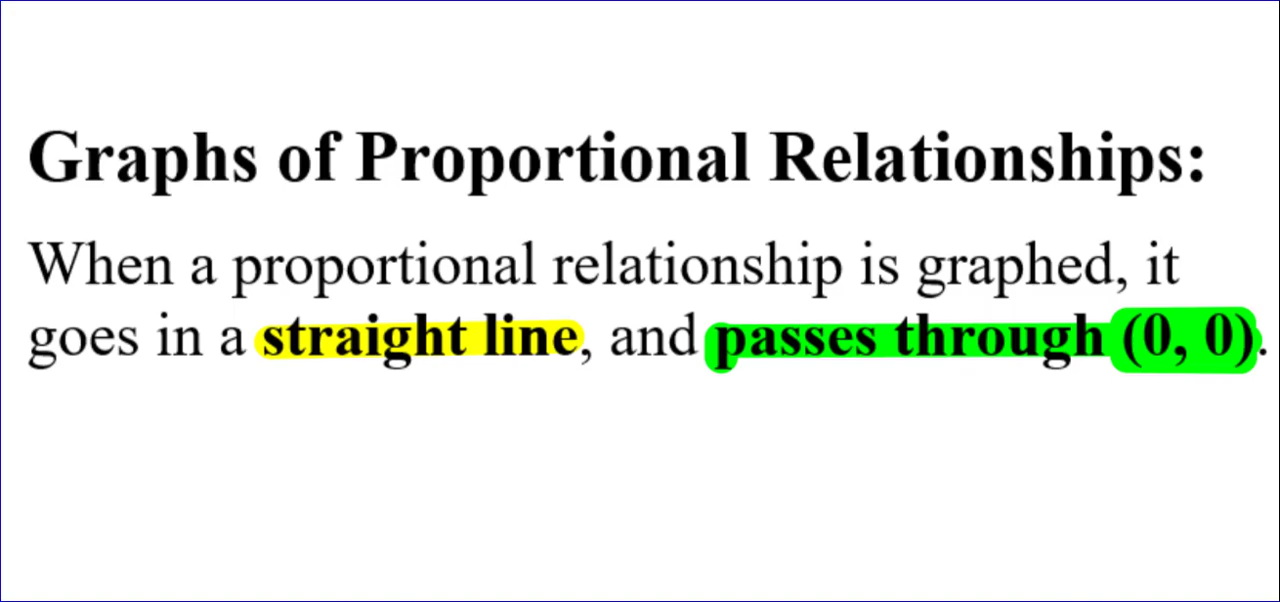 Graphs of Proportional Relationships:
When a proportional relationship is graphed, it
goes in a straight line, and passes through (0, 0).